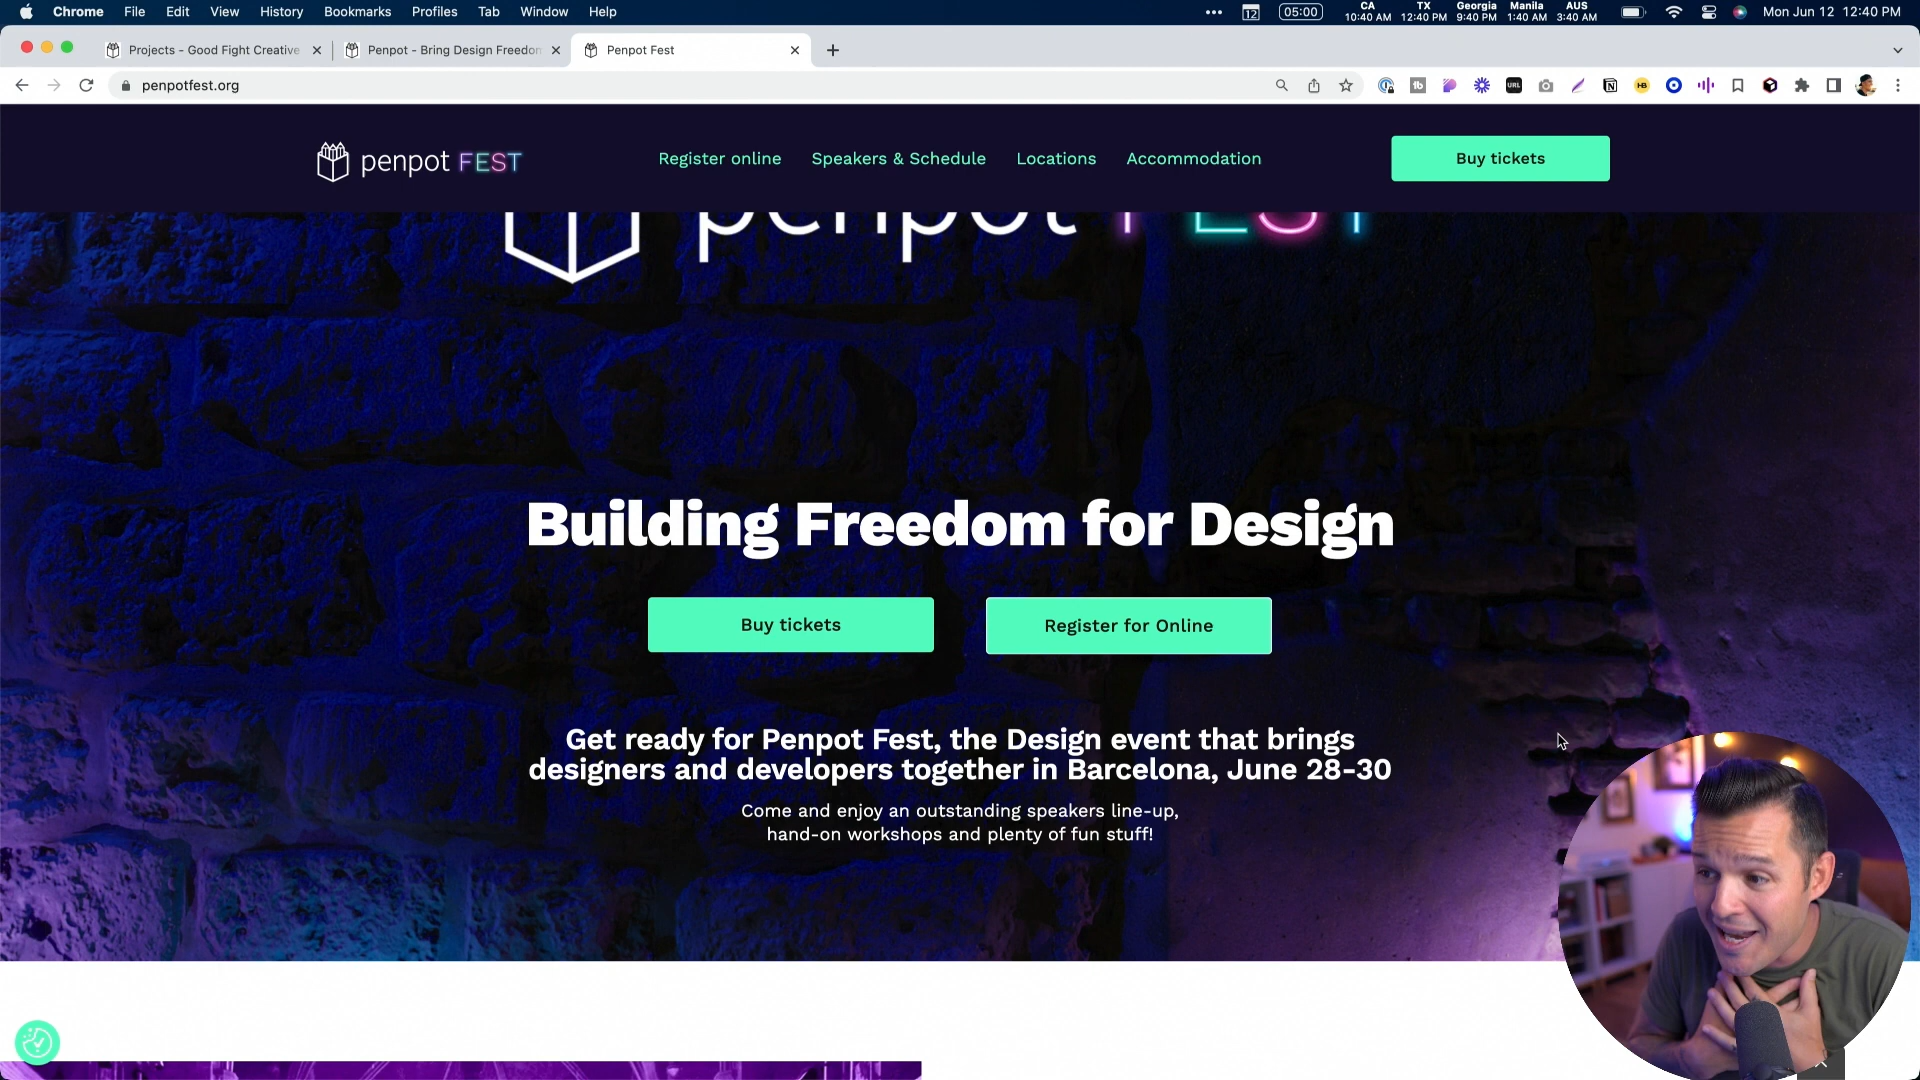 Chrome File Edit View History Bookmarks Profiles Tab Window Help
12 05:00 CA 10:40 AM TX 12:40 PM Georgia 9:40 PM Manila 1:40 AM AUS 3:40 AM Mon Jun 12 12:40 PM
Projects - Good Fight Creative
Penpot - Bring Design Freedom
Penpot Fest
penpotfest.org
penpot FEST
Register online
Speakers & Schedule
Locations
Accommodation
Buy tickets
penpot FEST
Building Freedom for Design
Buy tickets
Register for Online
Get ready for Penpot Fest, the Design event that brings
designers and developers together in Barcelona, June 28-30
Come and enjoy an outstanding speakers line-up,
hand-on workshops and plenty of fun stuff!